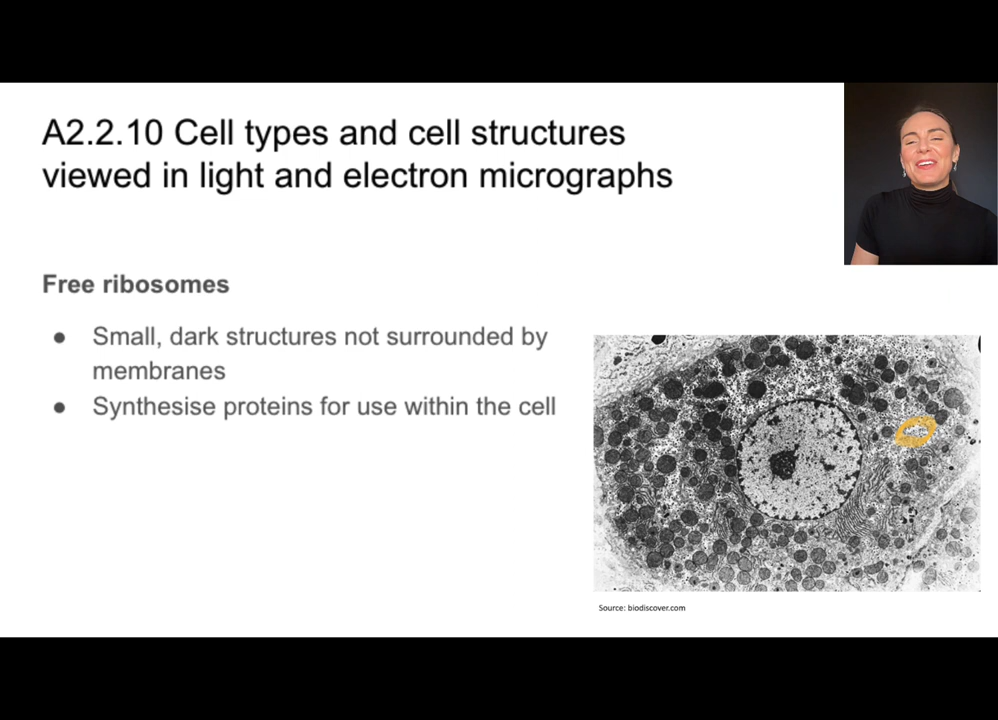 A2.2.10 Cell types and cell structures
viewed in light and electron micrographs
Free ribosomes
● Small, dark structures not surrounded by
membranes
● Synthesise proteins for use within the cell
Source: biodiscover.com